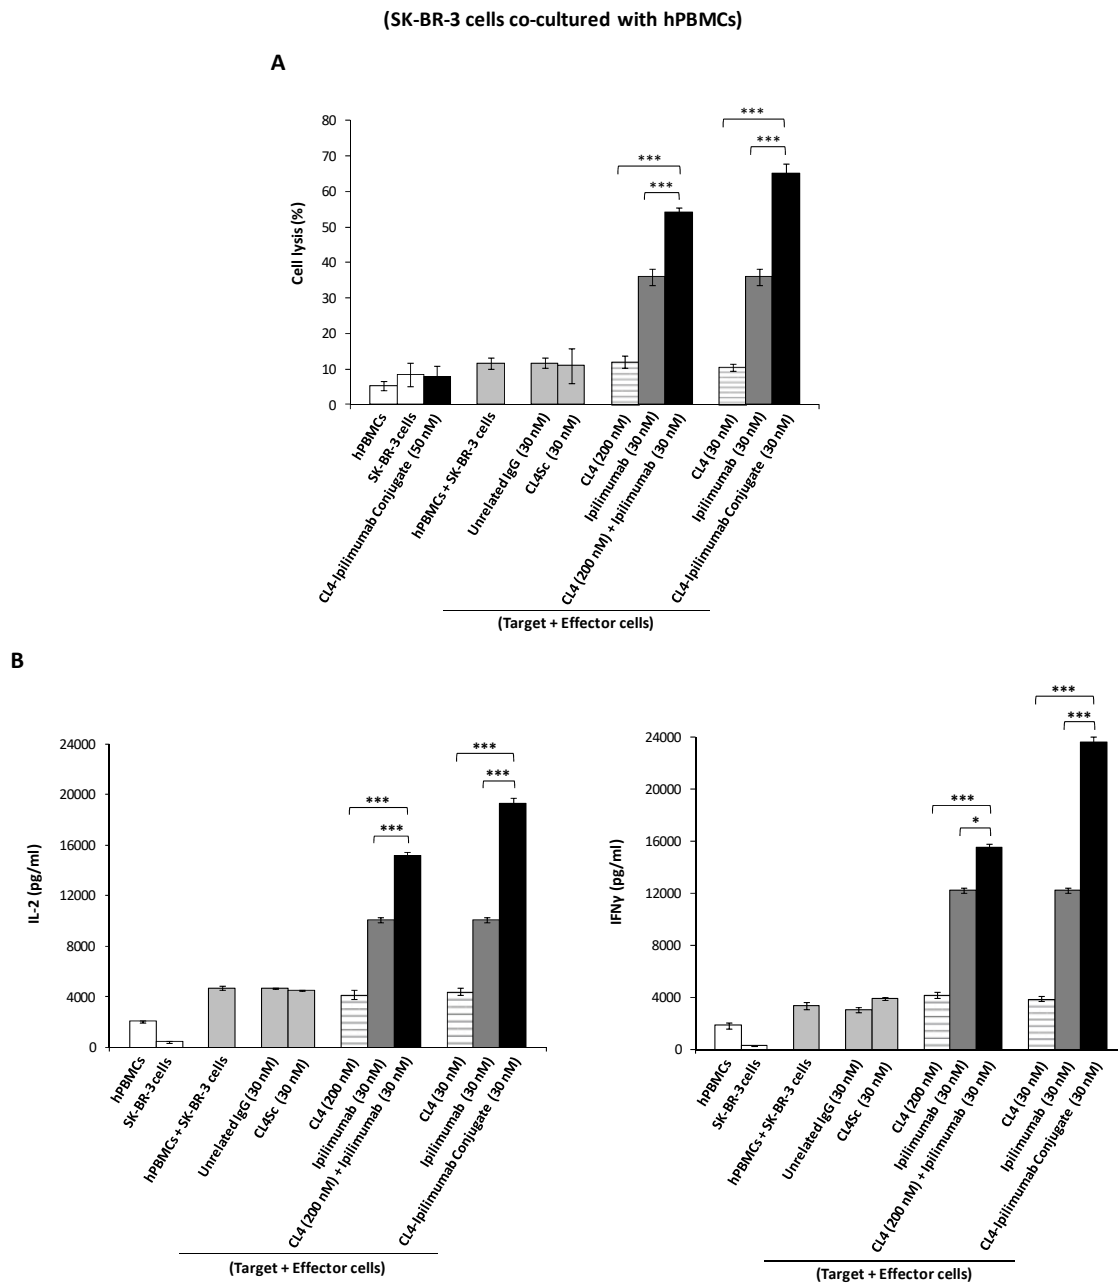 (SK-BR-3 cells co-cultured with hPBMCs)
A
Cell lysis (%)
80
70
60
50
40
30
20
10
0
***
***
***
***
hPBMCs
SK-BR-3 cells
CL4-Ipilimumab Conjugate (50 nM)
hPBMCs + SK-BR-3 cells
Unrelated IgG (30 nM)
CL4Sc (30 nM)
CL4 (200 nM)
Ipilimumab (30 nM)
CL4 (200 nM) + Ipilimumab (30 nM)
CL4 (30 nM)
Ipilimumab (30 nM)
CL4-Ipilimumab Conjugate (30 nM)
(Target + Effector cells)
B
IL-2 (pg/ml)
24000
20000
16000
12000
8000
4000
0
***
***
***
***
hPBMCs
SK-BR-3 cells
hPBMCs + SK-BR-3 cells
Unrelated IgG (30 nM)
CL4Sc (30 nM)
CL4 (200 nM)
Ipilimumab (30 nM)
CL4 (200 nM) + Ipilimumab (30 nM)
CL4 (30 nM)
Ipilimumab (30 nM)
CL4-Ipilimumab Conjugate (30 nM)
(Target + Effector cells)
IFNγ (pg/ml)
24000
20000
16000
12000
8000
4000
0
***
*
***
***
hPBMCs
SK-BR-3 cells
hPBMCs + SK-BR-3 cells
Unrelated IgG (30 nM)
CL4Sc (30 nM)
CL4 (200 nM)
Ipilimumab (30 nM)
CL4 (200 nM) + Ipilimumab (30 nM)
CL4 (30 nM)
Ipilimumab (30 nM)
CL4-Ipilimumab Conjugate (30 nM)
(Target + Effector cells)